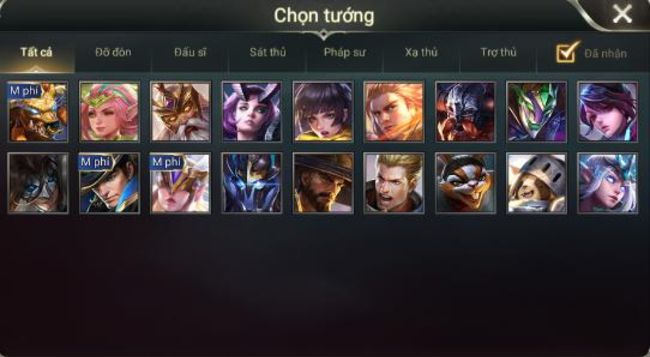 Chọn tướng
Tất cả Đỡ đòn Đấu sĩ Sát thủ Pháp sư Xạ thủ Trợ thủ Đã nhận
M phí
M phí M phí